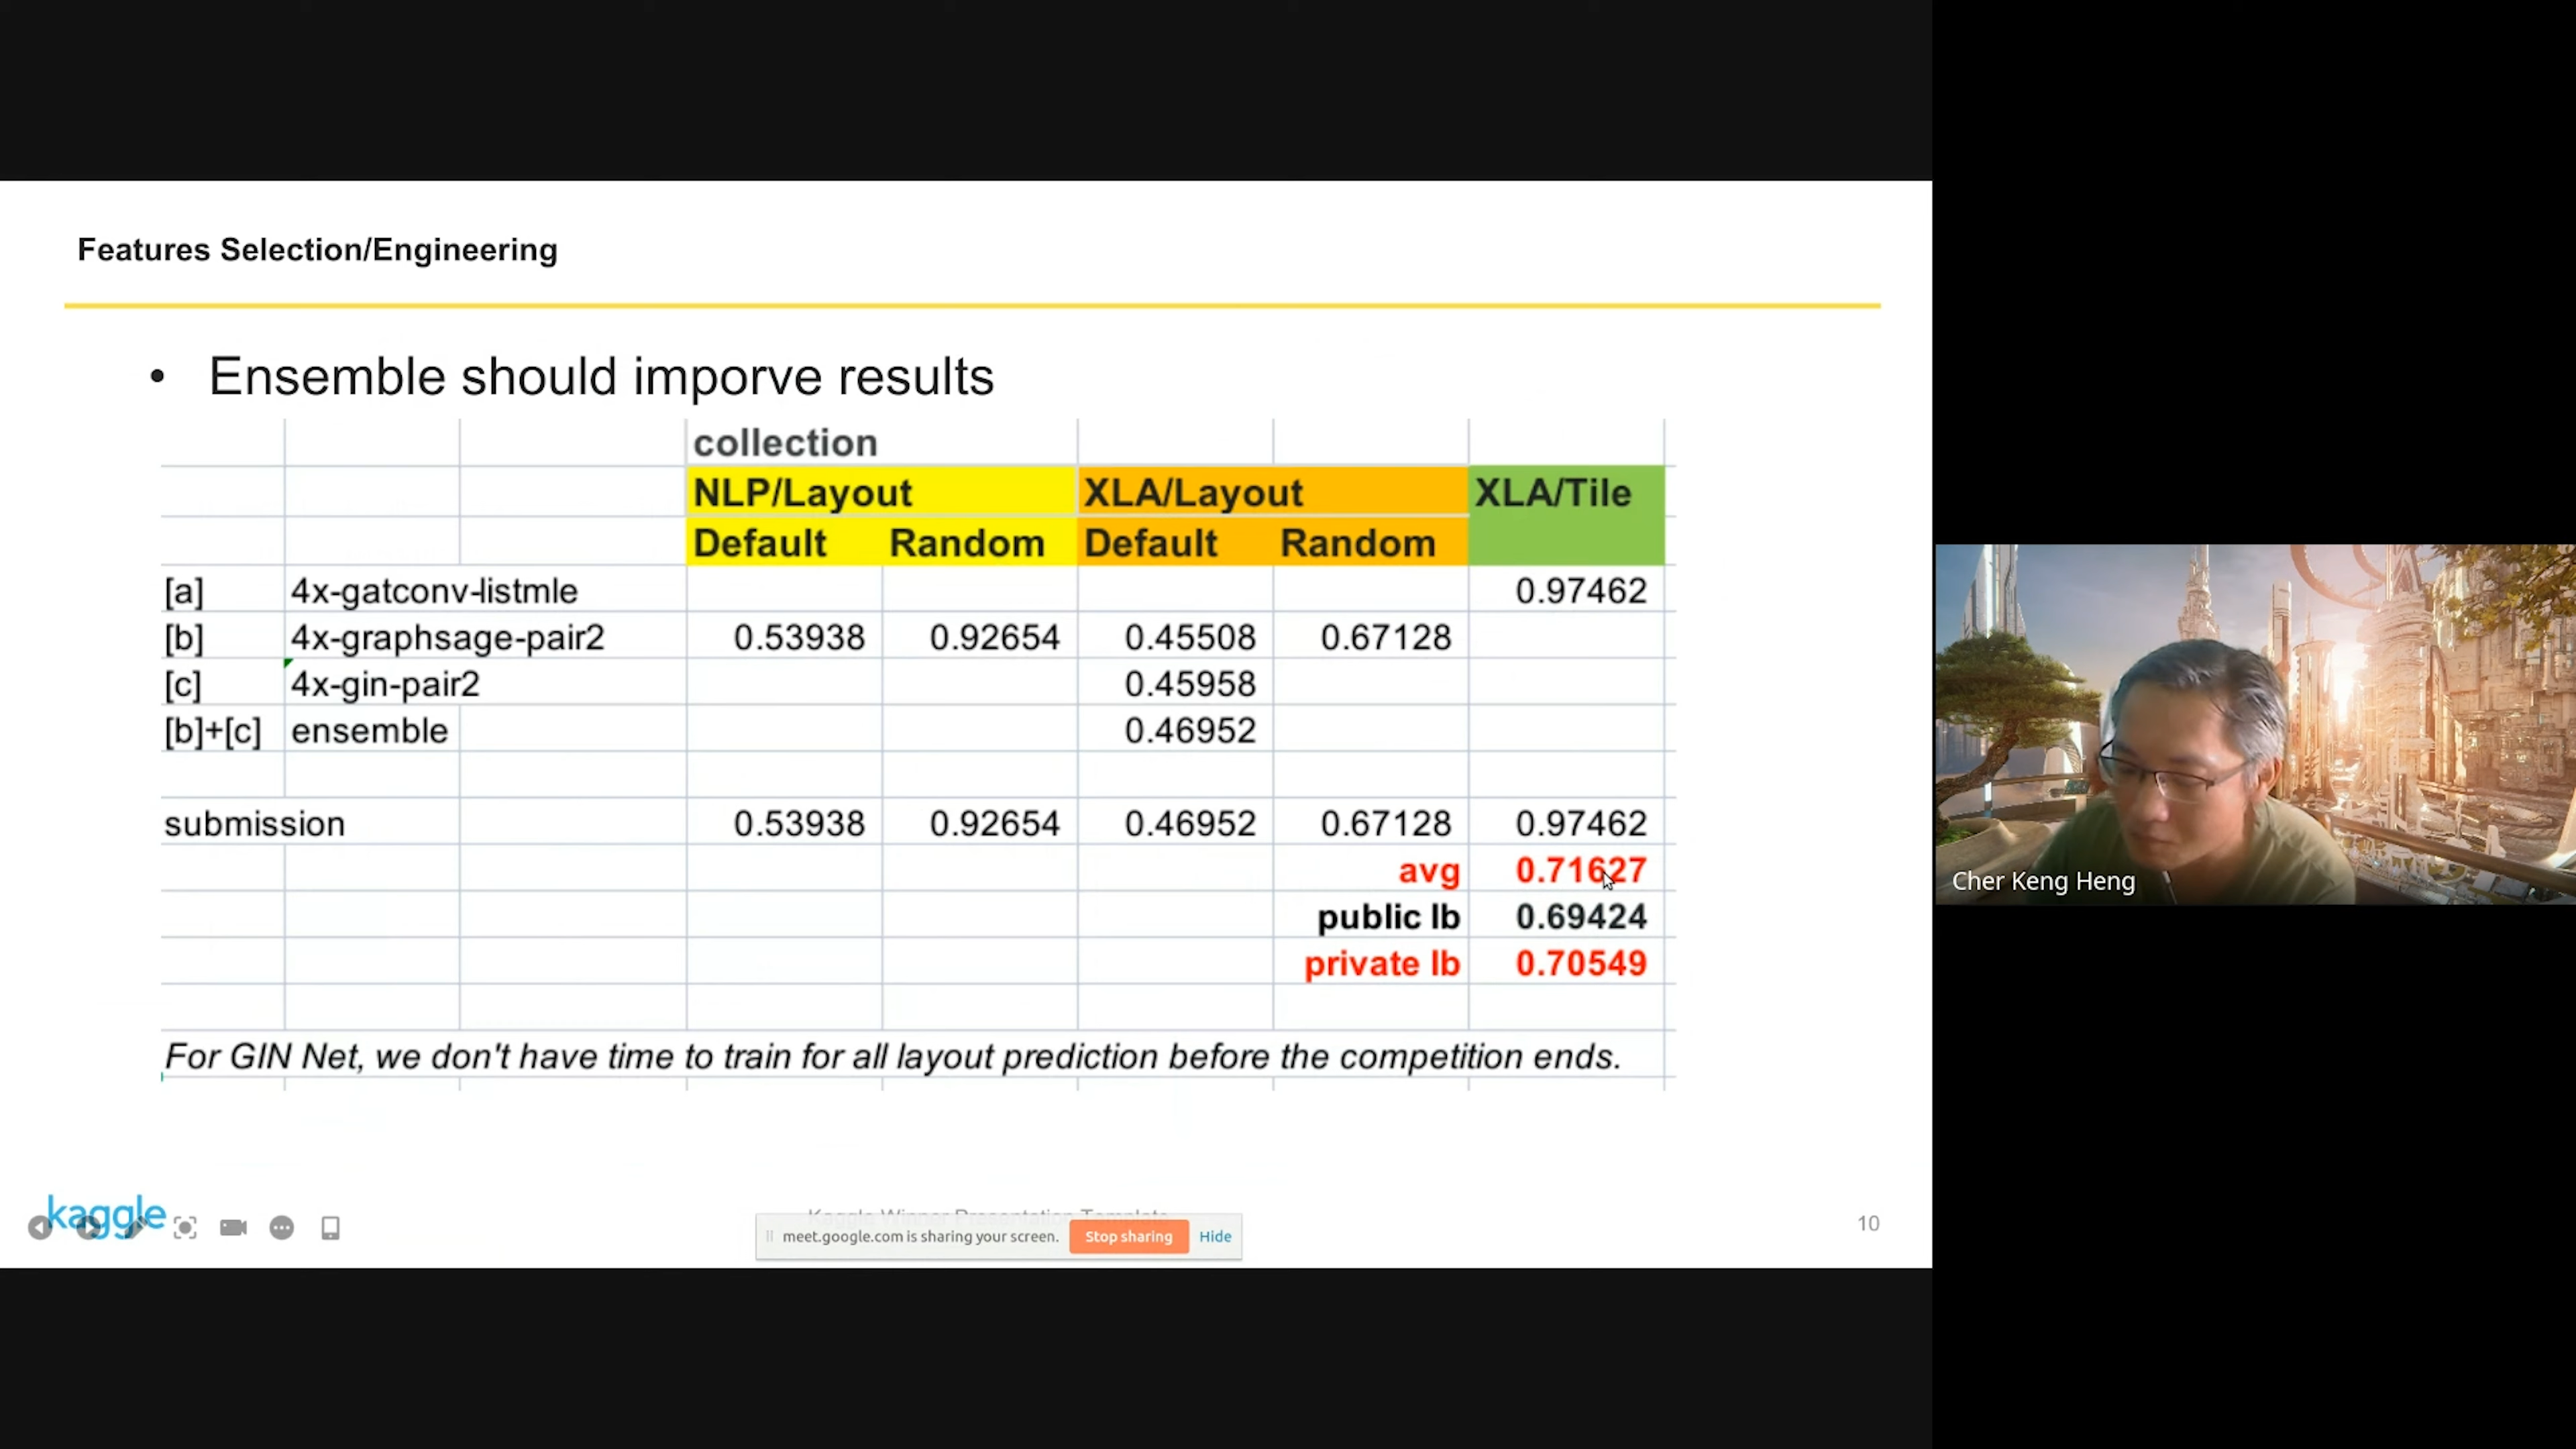 Features Selection/Engineering
• Ensemble should imporve results
collection
NLP/Layout XLA/Layout XLA/Tile
Default Random Default Random
[a] 4x-gatconv-listmle 0.97462
[b] 4x-graphsage-pair2 0.53938 0.92654 0.45508 0.67128
[c] 4x-gin-pair2 0.45958
[b]+[c] ensemble 0.46952
submission 0.53938 0.92654 0.46952 0.67128 0.97462
avg 0.71627
public lb 0.69424
private lb 0.70549
For GIN Net, we don't have time to train for all layout prediction before the competition ends.
Cher Keng Heng
kaggle
Kaggle Winner Presentation Template
meet.google.com is sharing your screen. Stop sharing Hide
10